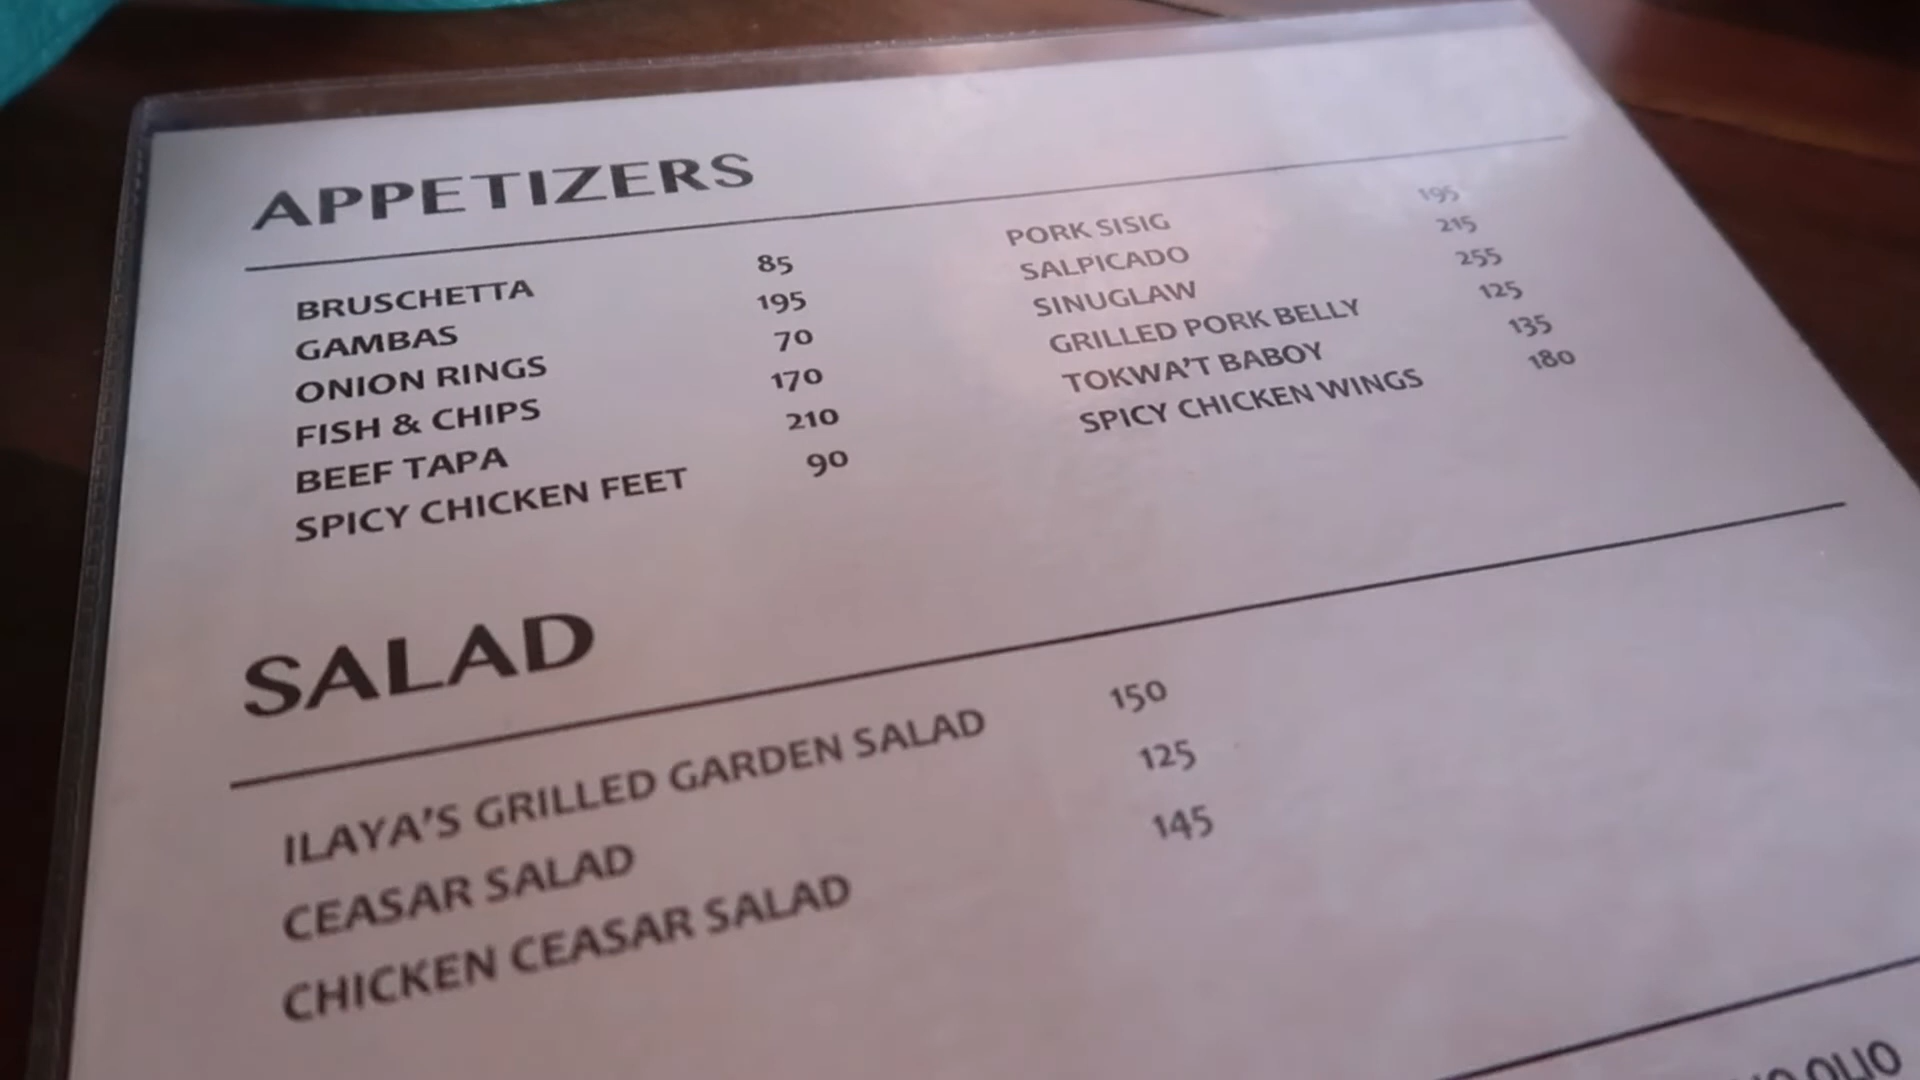 APPETIZERS
BRUSCHETTA 85
GAMBAS 195
ONION RINGS 70
FISH & CHIPS 170
BEEF TAPA 210
SPICY CHICKEN FEET 90
PORK SISIG 195
SALPICADO 215
SINUGLAW 255
GRILLED PORK BELLY 125
TOKWA'T BABOY 135
SPICY CHICKEN WINGS 180
SALAD
ILAYA'S GRILLED GARDEN SALAD 150
CEASAR SALAD 125
CHICKEN CEASAR SALAD 145
OLIO